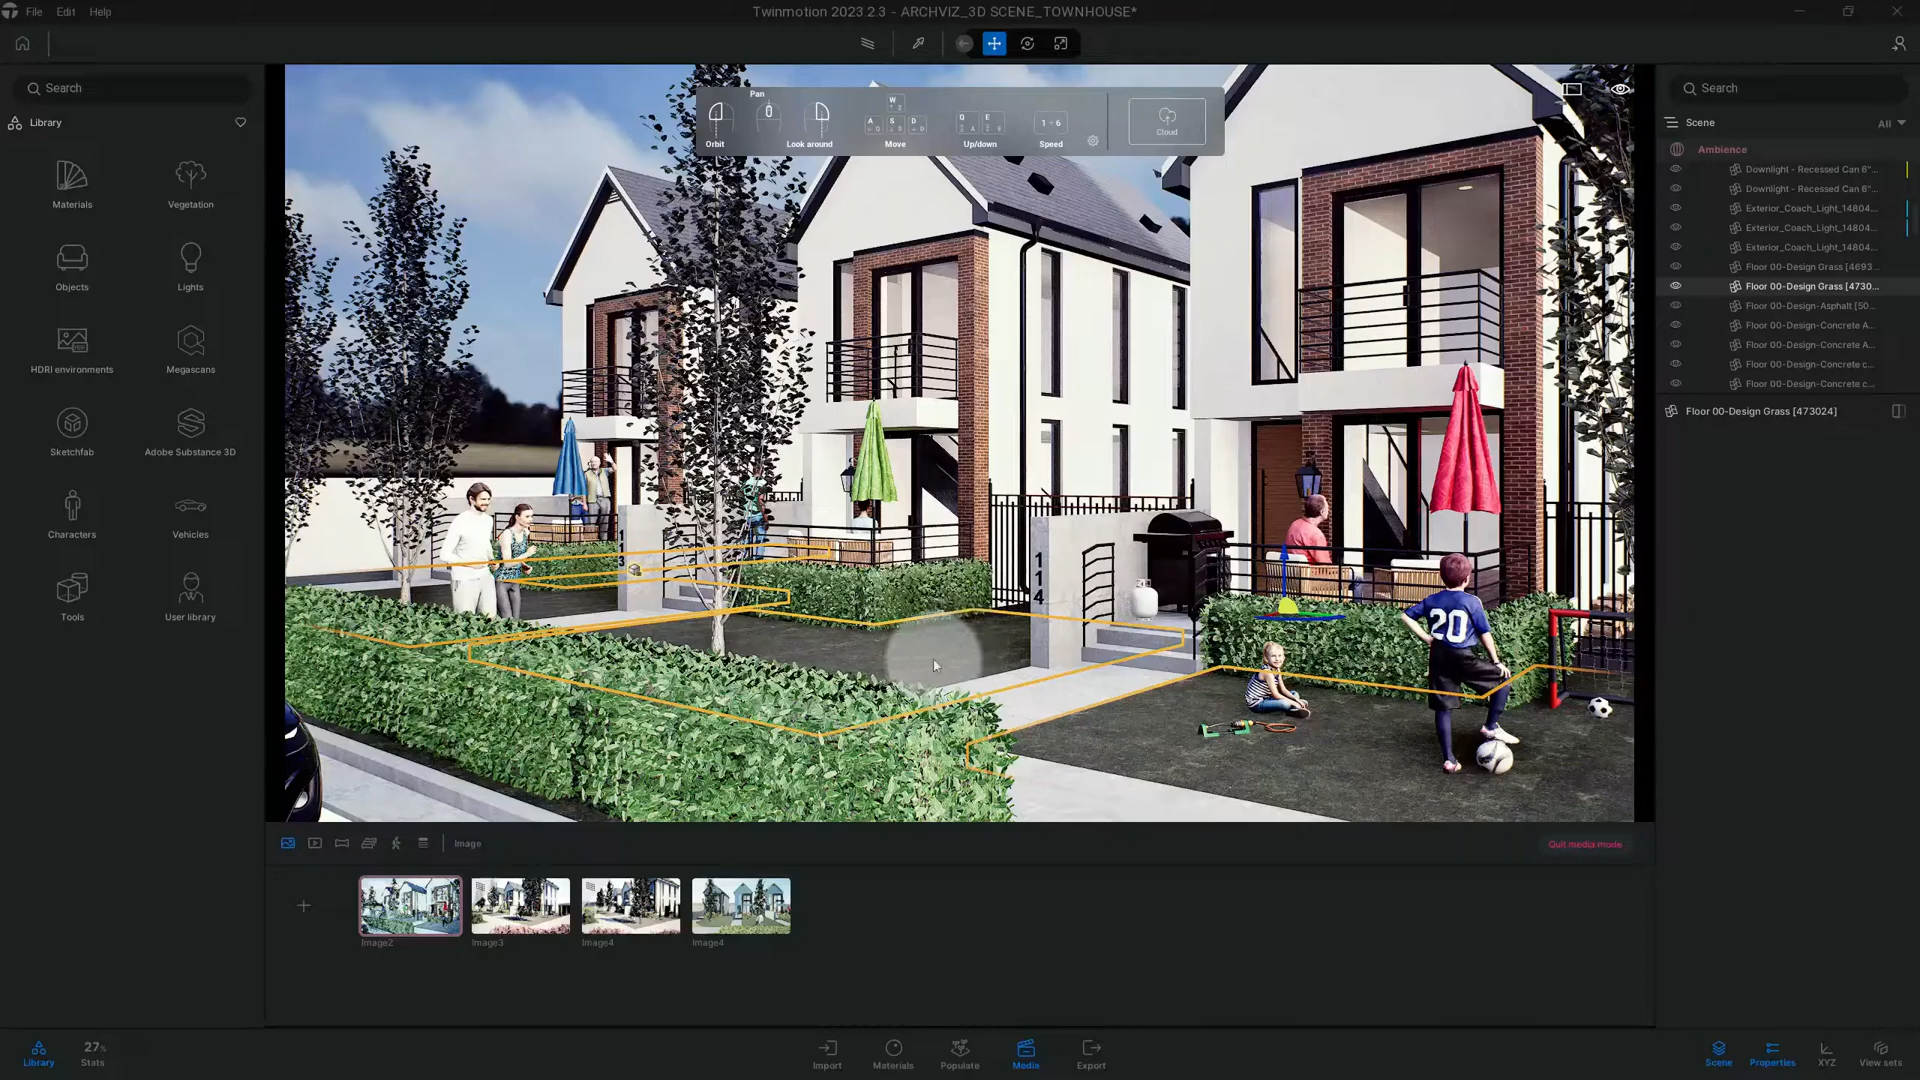 File Edit Help
Twinmotion 2023.2.3 - ARCHVIZ_3D SCENE_TOWNHOUSE*
Search
Library
Materials
Vegetation
Objects
Lights
HDRI environments
Megascans
Sketchfab
Adobe Substance 3D
Characters
Vehicles
Tools
User library
Pan
Orbit
Look around
W
A S D
Move
Q E
Up/down
1 - 6
Speed
Cloud
114
20
Search
Scene
All
Ambience
Downlight - Recessed Can 6"...
Downlight - Recessed Can 6"...
Exterior_Coach_Light_14804...
Exterior_Coach_Light_14804...
Exterior_Coach_Light_14804...
Floor 00-Design Grass [4693...
Floor 00-Design Grass [4730...
Floor 00-Design-Asphalt [50...
Floor 00-Design-Concrete A...
Floor 00-Design-Concrete A...
Floor 00-Design-Concrete c...
Floor 00-Design-Concrete c...
Floor 00-Design Grass [473024]
Image
Quit media mode
Image2
Image3
Image4
Image4
Library
27%
Stats
Import
Materials
Populate
Media
Export
Scene
Properties
XYZ
View sets